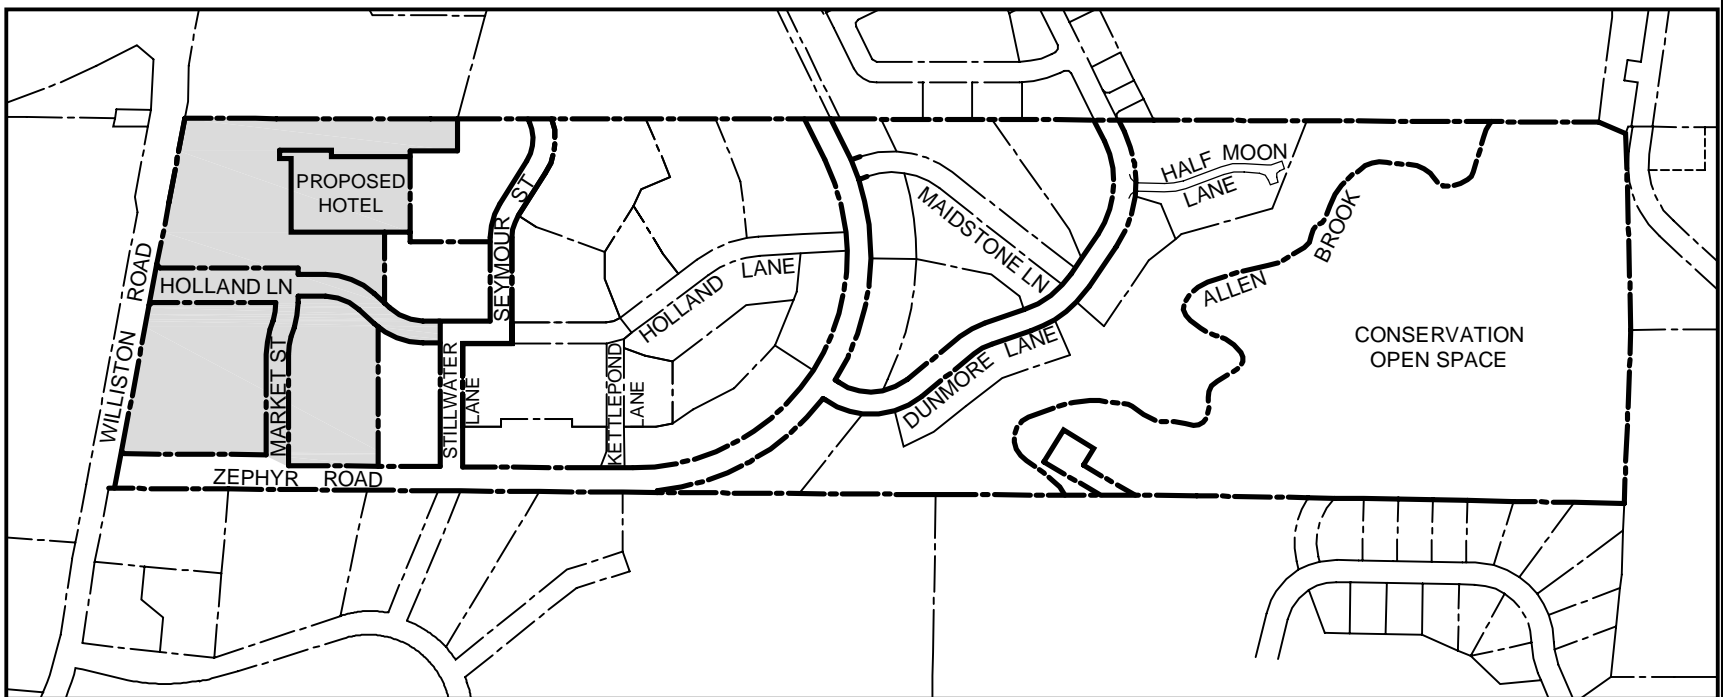 PROPOSED
HOTEL
WILLISTON ROAD
HOLLAND LN
MARKET ST
ZEPHYR ROAD
SEYMOUR ST
STILLWATER
LANE
KETTLEPOND
LANE
HOLLAND LANE
MAIDSTONE LN
DUNMORE LANE
HALF MOON
LANE
ALLEN BROOK
CONSERVATION
OPEN SPACE